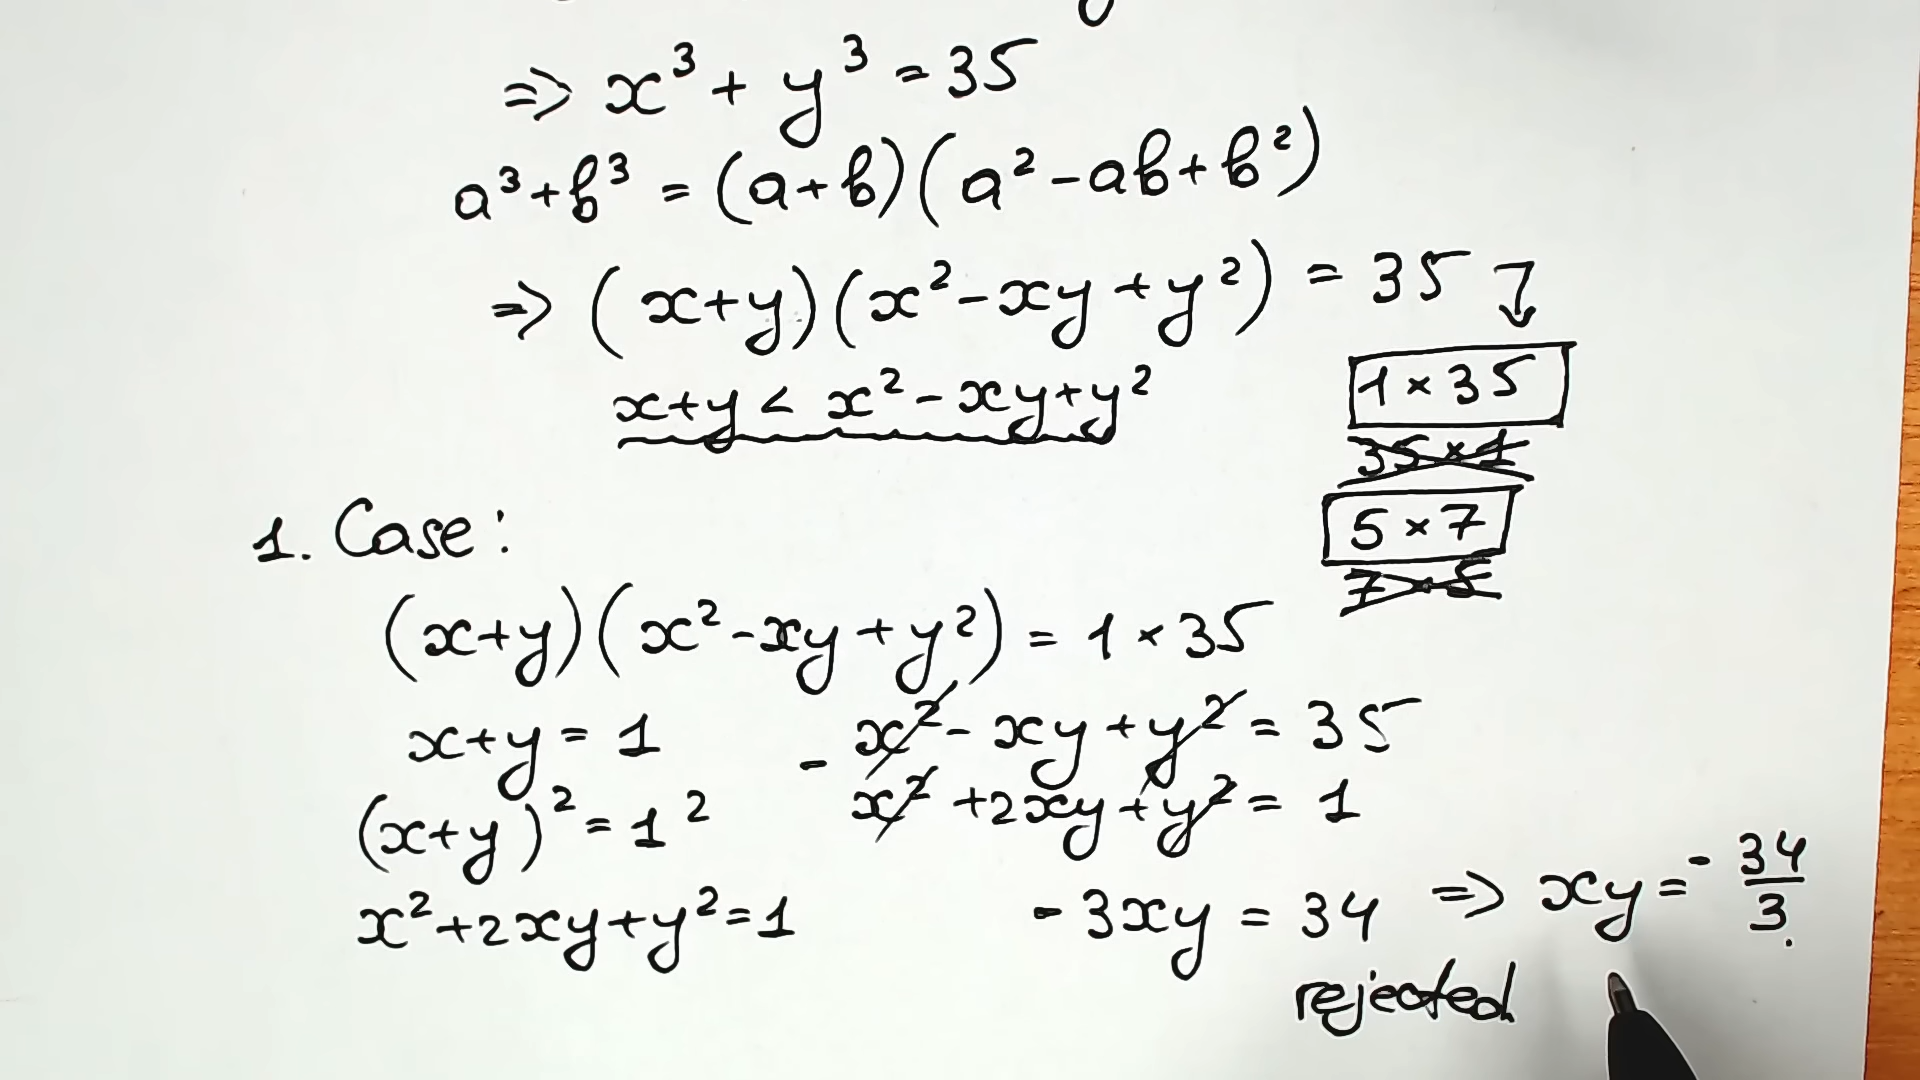 => x³ + y³ = 35
a³+b³ = (a+b)(a²-ab+b²)
=> (x+y)(x²-xy+y²) = 35
x+y < x²-xy+y²
1×35
35×1
5×7
7×5
1. Case:
(x+y)(x²-xy+y²) = 1×35
x+y = 1
- x²-xy+y² = 35
(x+y)² = 1²
x²+2xy+y² = 1
x²+2xy+y²=1
-3xy = 34 => xy = -34/3
rejected